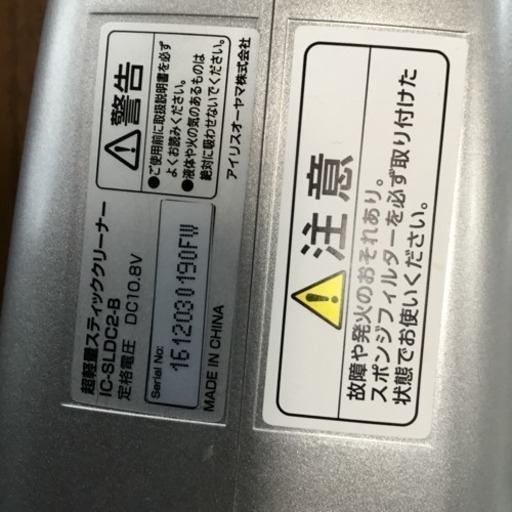 超軽量スティッククリーナー
IC-SLDC2-B
定格電圧 DC10.8V
Serial No:
1612030190FW
MADE IN CHINA
警告
●ご使用前に取扱説明書を必ず
よくお読みください。
●液体や火の気のあるものは
絶対に吸わせないでください。
アイリスオーヤマ株式会社
注意
故障や発火のおそれあり。
スポンジフィルターを必ず取り付けた
状態でお使いください。